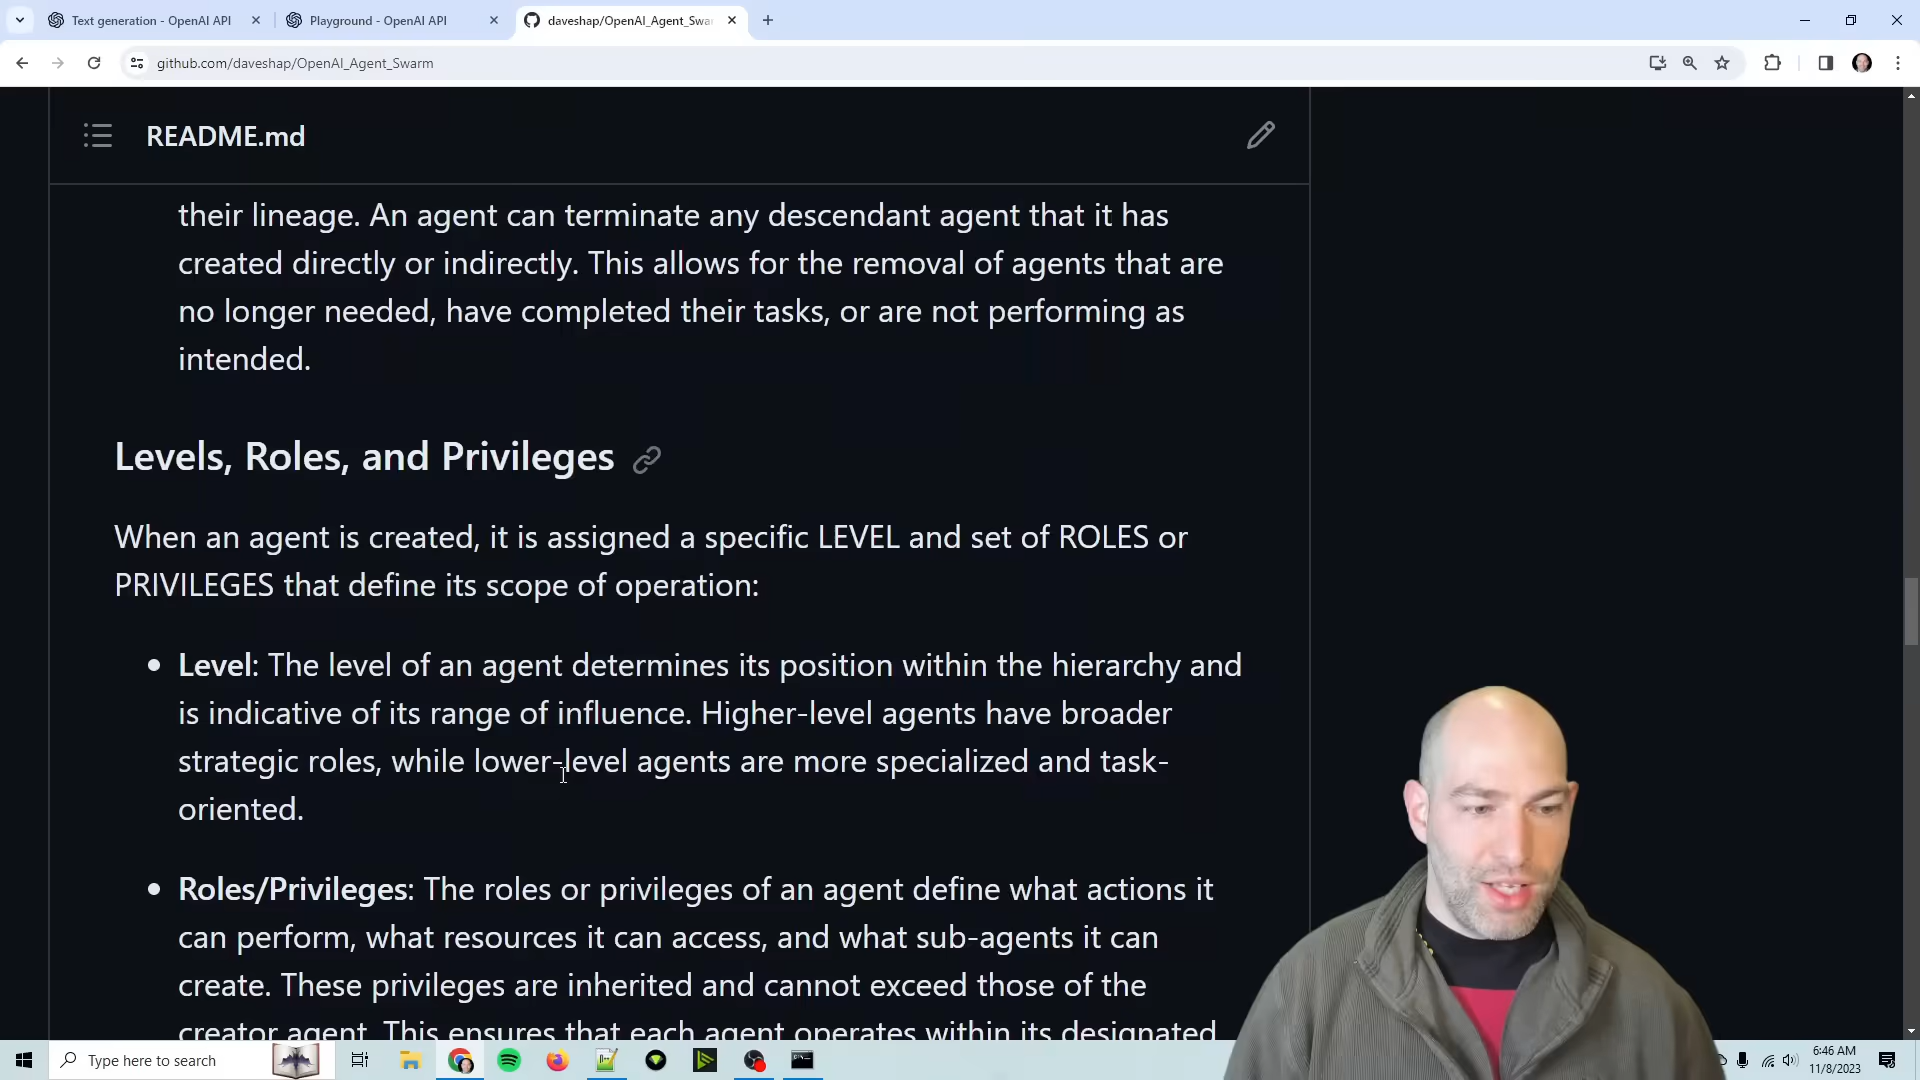 Text generation - OpenAI API
Playground - OpenAI API
daveshap/OpenAI_Agent_Swa
github.com/daveshap/OpenAI_Agent_Swarm
README.md
their lineage. An agent can terminate any descendant agent that it has
created directly or indirectly. This allows for the removal of agents that are
no longer needed, have completed their tasks, or are not performing as
intended.
Levels, Roles, and Privileges
When an agent is created, it is assigned a specific LEVEL and set of ROLES or
PRIVILEGES that define its scope of operation:
Level: The level of an agent determines its position within the hierarchy and
is indicative of its range of influence. Higher-level agents have broader
strategic roles, while lower-level agents are more specialized and task-
oriented.
Roles/Privileges: The roles or privileges of an agent define what actions it
can perform, what resources it can access, and what sub-agents it can
create. These privileges are inherited and cannot exceed those of the
creator agent. This ensures that each agent operates within its designated
Type here to search
6:46 AM
11/8/2023